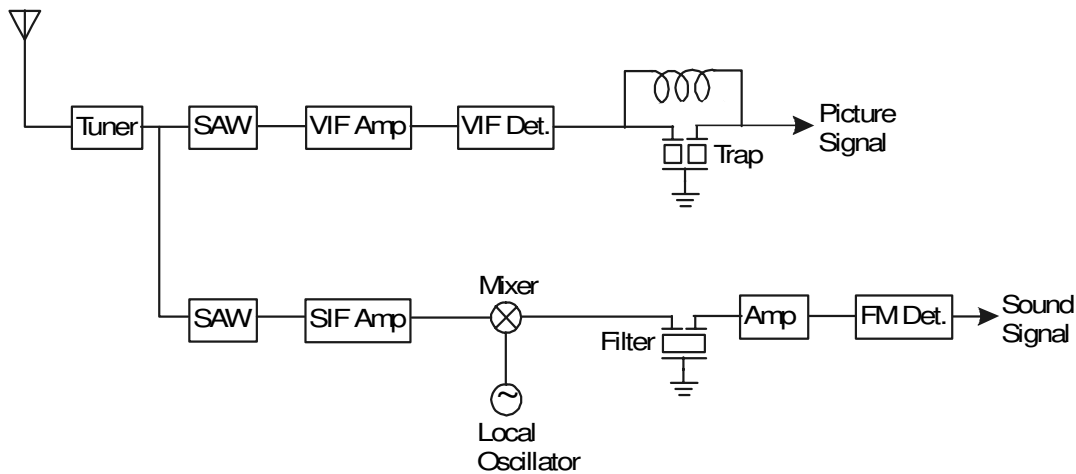 Tuner
SAW
VIF Amp
VIF Det.
Trap
Picture
Signal
SAW
SIF Amp
Mixer
Local
Oscillator
Filter
Amp
FM Det.
Sound
Signal